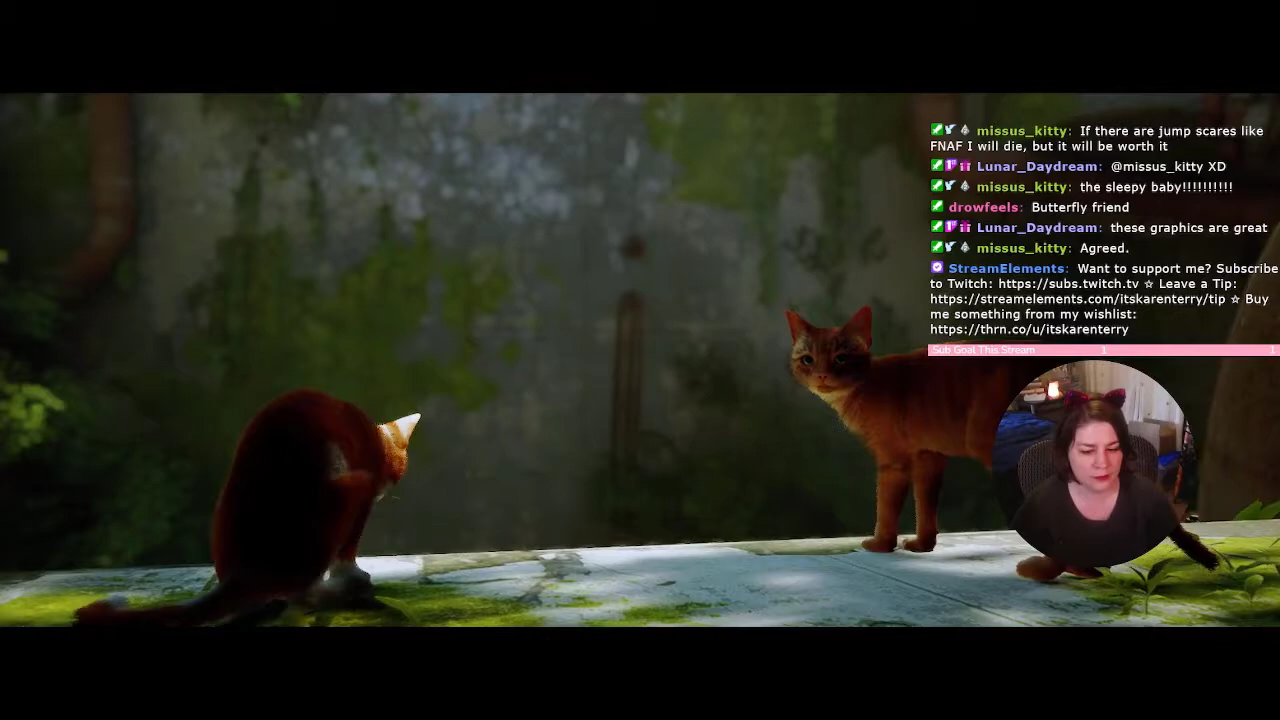 missus_kitty: If there are jump scares like
FNAF I will die, but it will be worth it
Lunar_Daydream: @missus_kitty XD
missus_kitty: the sleepy baby!!!!!!!!!!
drowfeels: Butterfly friend
Lunar_Daydream: these graphics are great
missus_kitty: Agreed.
StreamElements: Want to support me? Subscribe
to Twitch: https://subs.twitch.tv ☆ Leave a Tip:
https://streamelements.com/itskarenterry/tip ☆ Buy
me something from my wishlist:
https://thrn.co/u/itskarenterry
Sub Goal This Stream 1 1